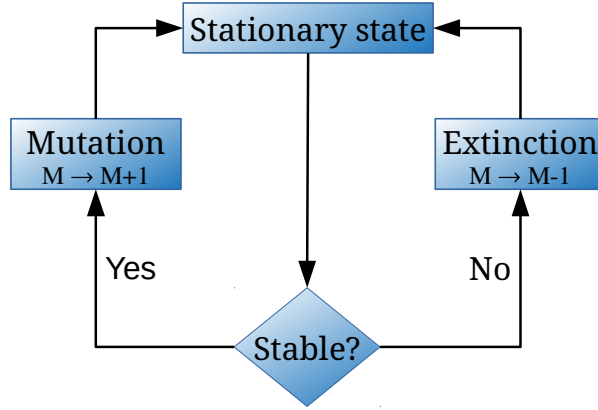 Stationary state
Mutation
M → M+1
Extinction
M → M-1
Yes
No
Stable?